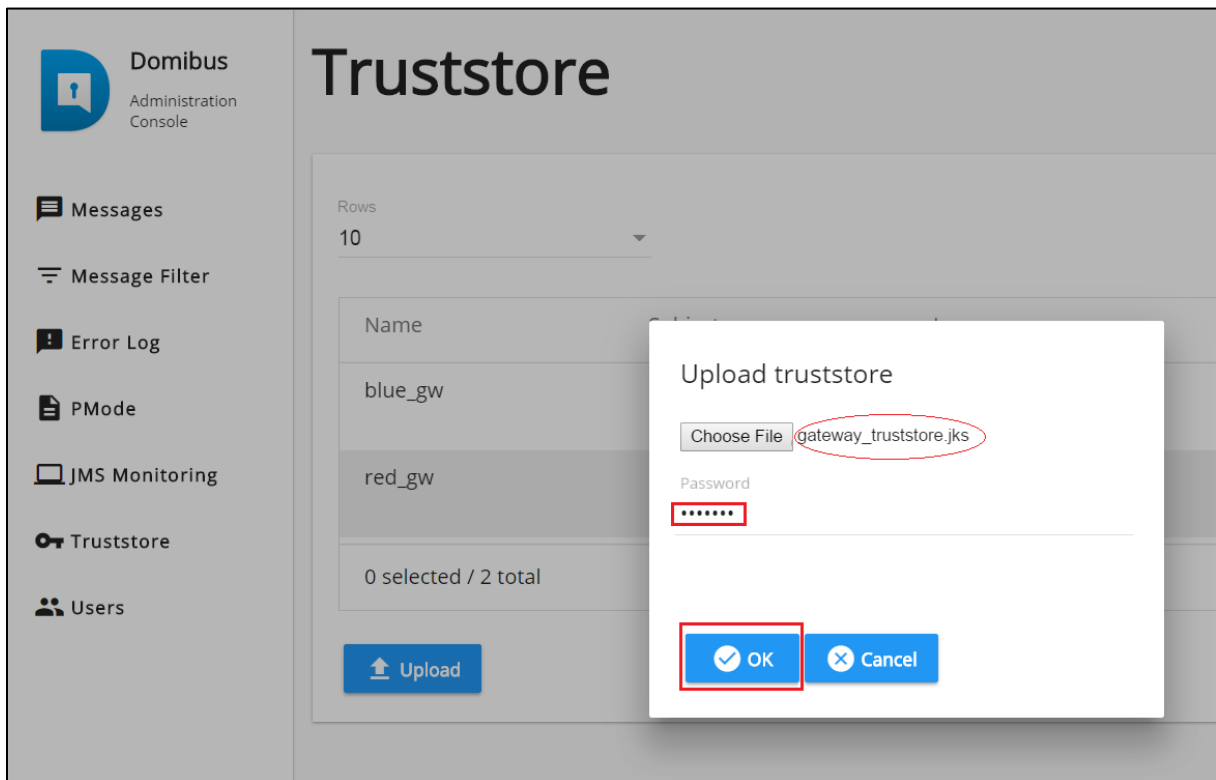 Domibus
Administration
Console
Messages
Message Filter
Error Log
PMode
JMS Monitoring
Truststore
Users
Truststore
Rows
10
Name
blue_gw
red_gw
0 selected / 2 total
Upload
Upload truststore
Choose File gateway_truststore.jks
Password
•••••••
OK
Cancel